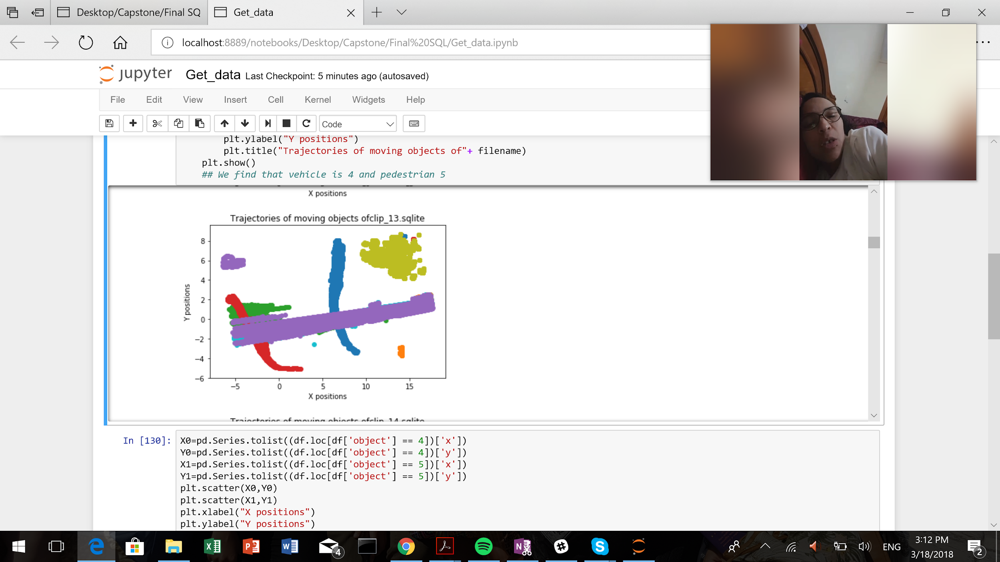 Desktop/Capstone/Final SQ
Get_data
localhost:8889/notebooks/Desktop/Capstone/Final%20SQL/Get_data.ipynb
jupyter
Get_data Last Checkpoint: 5 minutes ago (autosaved)
File Edit View Insert Cell Kernel Widgets Help
Code
plt.ylabel("Y positions")
plt.title("Trajectories of moving objects of"+ filename)
plt.show()
## We find that vehicle is 4 and pedestrian 5
X positions
Trajectories of moving objects ofclip_13.sqlite
8
6
4
2
0
−2
−4
−6
Y positions
−5 0 5 10 15
X positions
Trajectories of moving objects ofclip_14.sqlite
In [130]:
X0=pd.Series.tolist((df.loc[df['object'] == 4])['x'])
Y0=pd.Series.tolist((df.loc[df['object'] == 4])['y'])
X1=pd.Series.tolist((df.loc[df['object'] == 5])['x'])
Y1=pd.Series.tolist((df.loc[df['object'] == 5])['y'])
plt.scatter(X0,Y0)
plt.scatter(X1,Y1)
plt.xlabel("X positions")
plt.ylabel("Y positions")
4
ENG
3:12 PM
3/18/2018
2